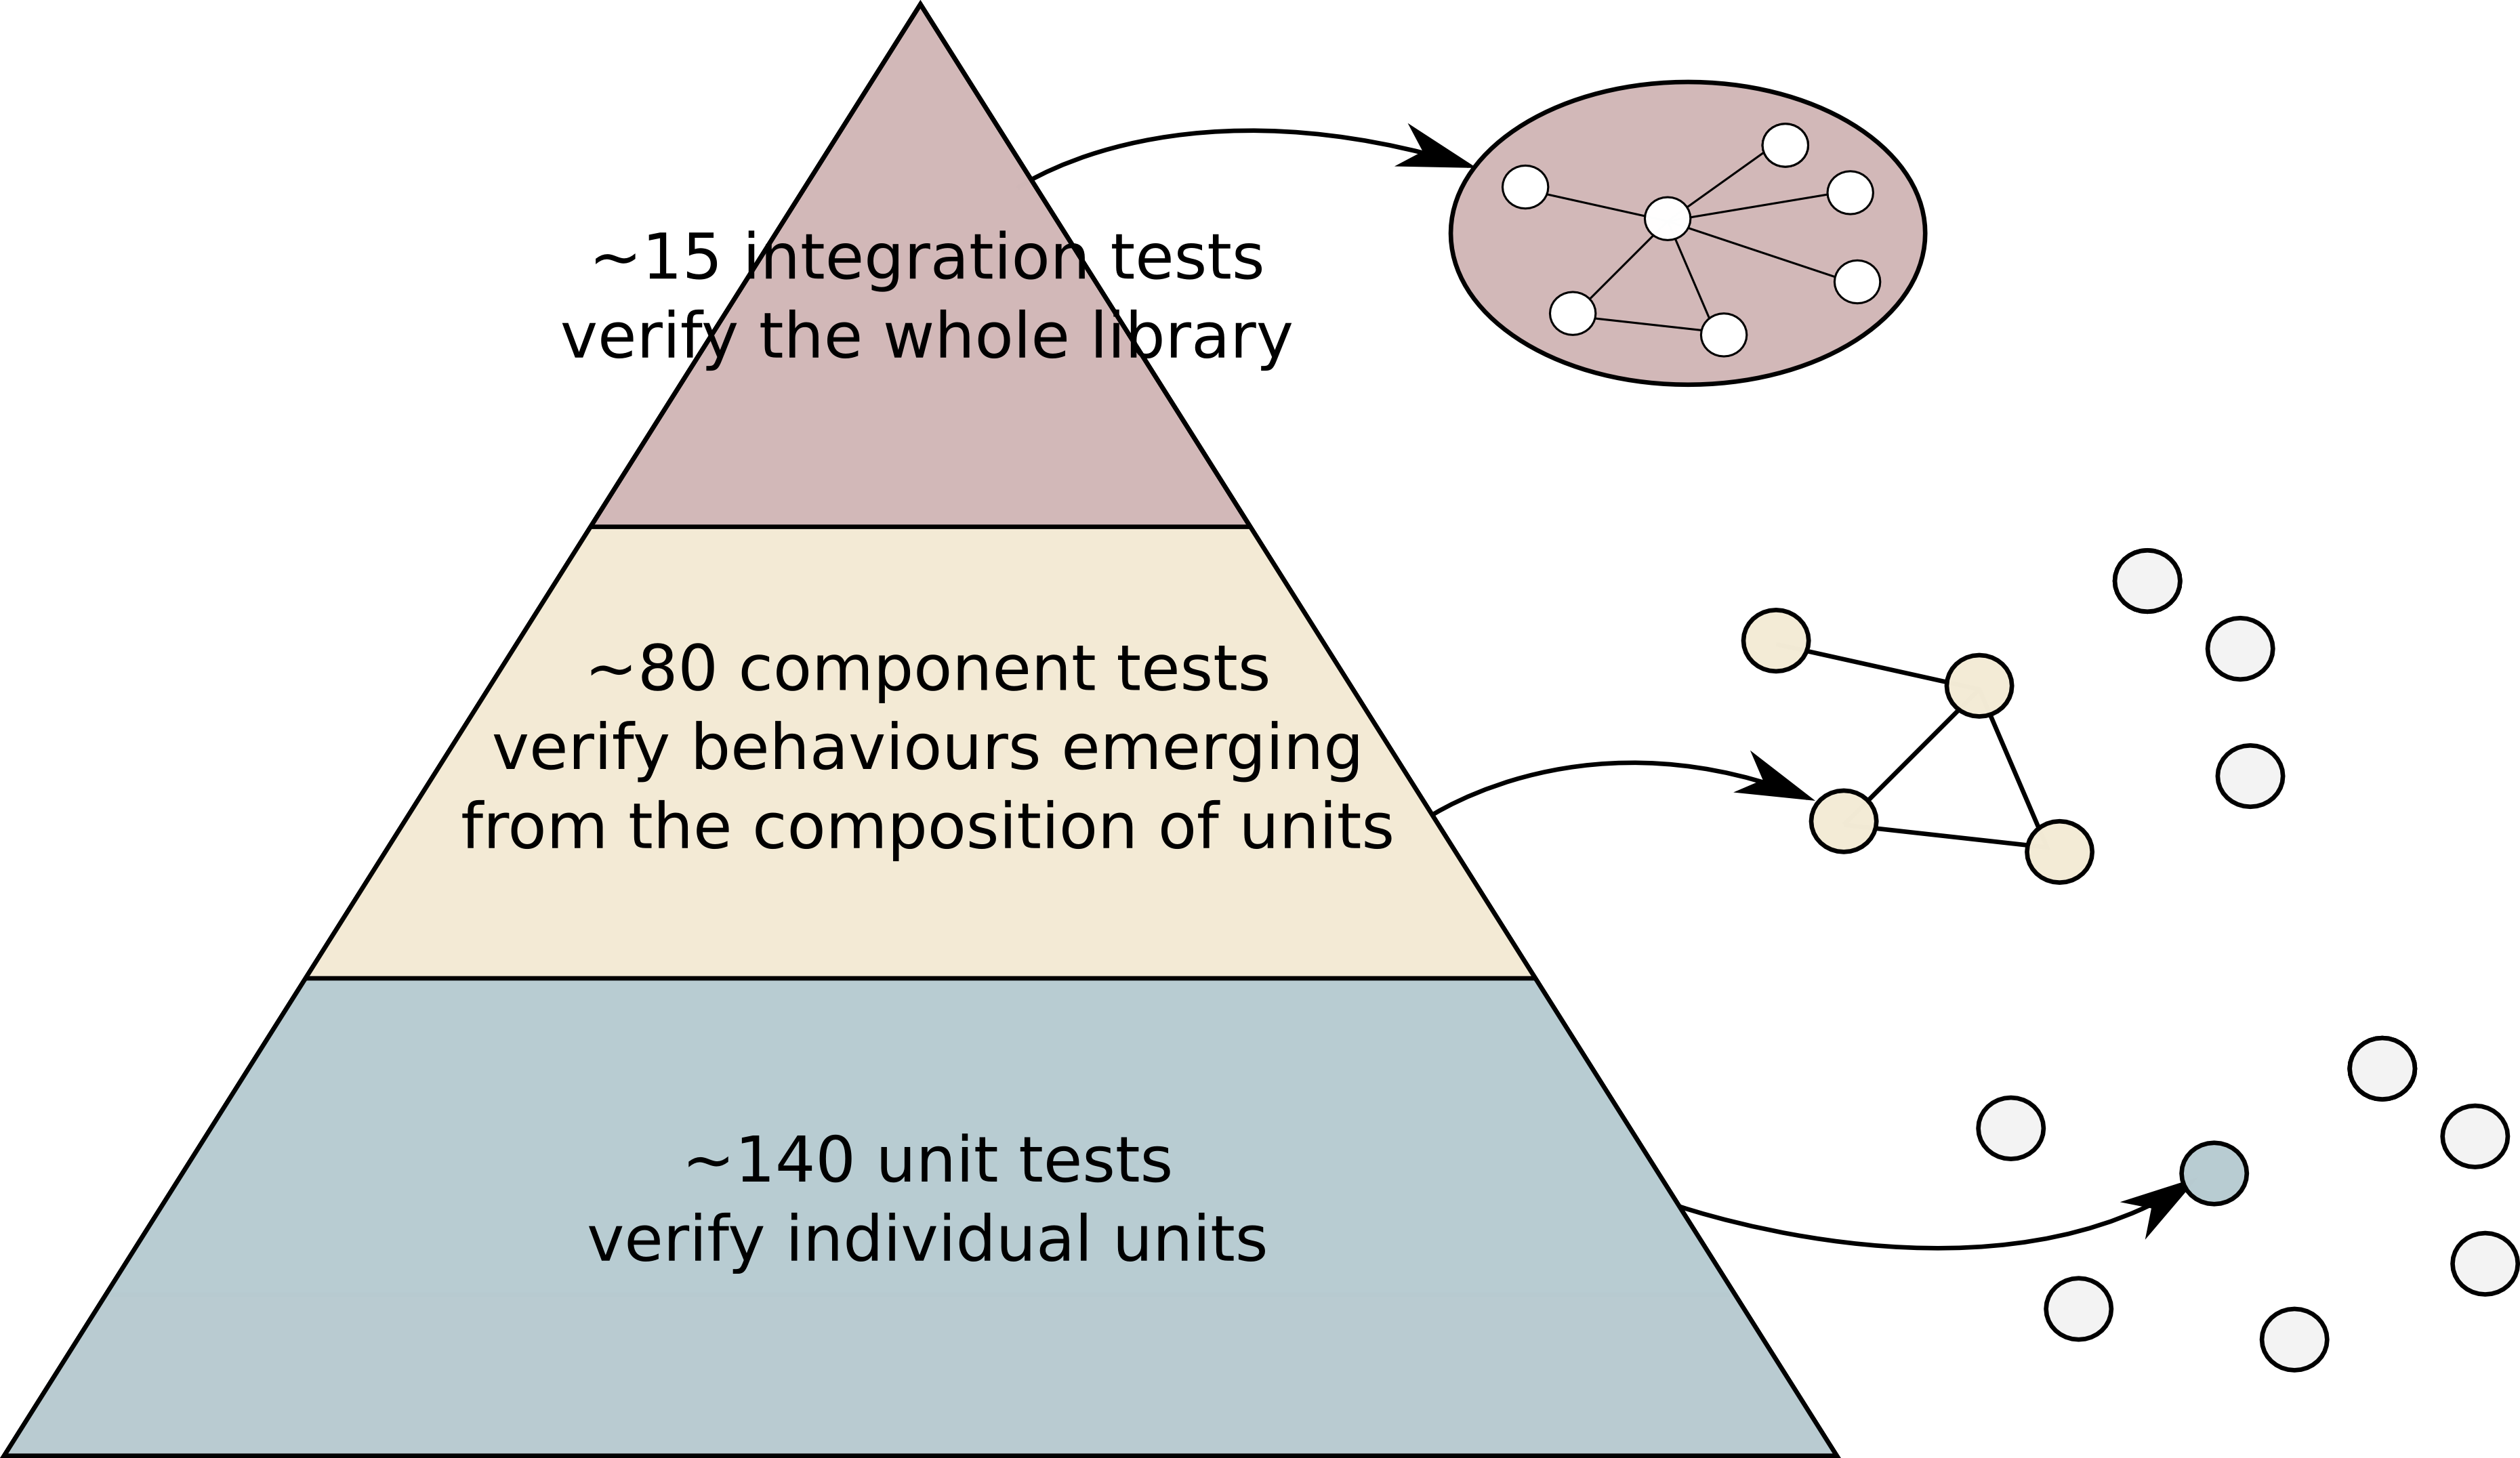 ~15 integration tests
verify the whole library
~80 component tests
verify behaviours emerging
from the composition of units
~140 unit tests
verify individual units